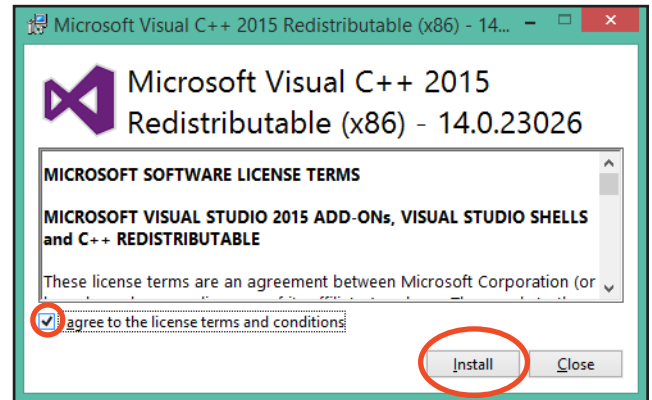 Microsoft Visual C++ 2015 Redistributable (x86) - 14...
Microsoft Visual C++ 2015
Redistributable (x86) - 14.0.23026
MICROSOFT SOFTWARE LICENSE TERMS
MICROSOFT VISUAL STUDIO 2015 ADD-ONs, VISUAL STUDIO SHELLS
and C++ REDISTRIBUTABLE
These license terms are an agreement between Microsoft Corporation (or
agree to the license terms and conditions
Install
Close